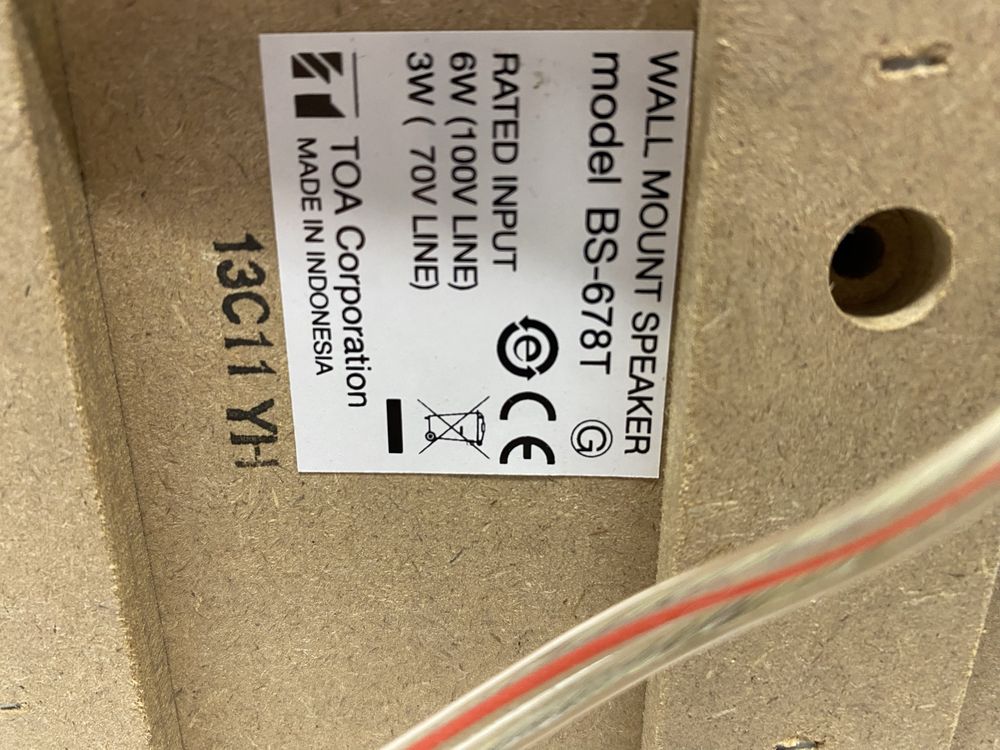 WALL MOUNT SPEAKER
model BS-678T G
RATED INPUT
6W (100V LINE)
3W ( 70V LINE)
e CE
TOA Corporation
MADE IN INDONESIA
13C11 YH